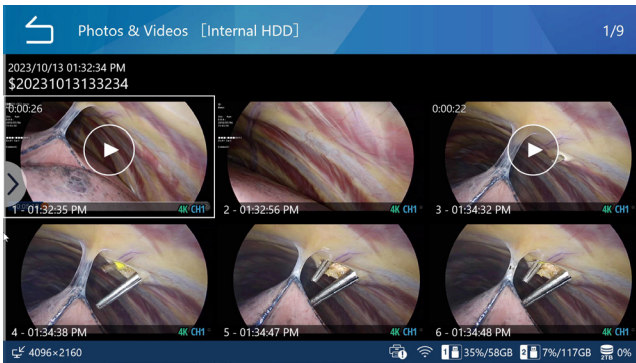 Photos & Videos [Internal HDD] 1/9
2023/10/13 01:32:34 PM
$20231013133234
0:00:26
0:00:22
1 - 01:32:35 PM 4K CH1
2 - 01:32:56 PM 4K CH1
3 - 01:34:32 PM 4K CH1
4 - 01:34:38 PM 4K CH1
5 - 01:34:47 PM 4K CH1
6 - 01:34:48 PM 4K CH1
4096×2160 1 35%/58GB 2 7%/117GB 2TB 0%